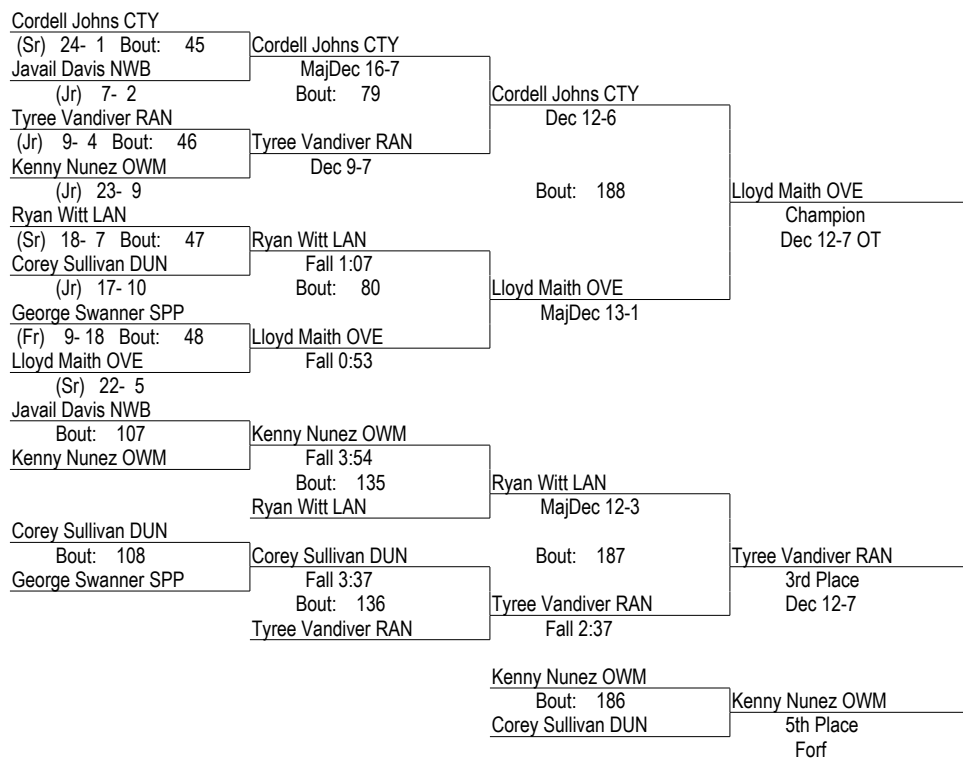 Cordell Johns CTY
(Sr) 24- 1 Bout: 45
Cordell Johns CTY
Javail Davis NWB
MajDec 16-7
(Jr) 7- 2
Bout: 79
Cordell Johns CTY
Tyree Vandiver RAN
Dec 12-6
(Jr) 9- 4 Bout: 46
Tyree Vandiver RAN
Kenny Nunez OWM
Dec 9-7
(Jr) 23- 9
Bout: 188
Lloyd Maith OVE
Ryan Witt LAN
Champion
(Sr) 18- 7 Bout: 47
Ryan Witt LAN
Dec 12-7 OT
Corey Sullivan DUN
Fall 1:07
(Jr) 17- 10
Bout: 80
Lloyd Maith OVE
George Swanner SPP
MajDec 13-1
(Fr) 9- 18 Bout: 48
Lloyd Maith OVE
Lloyd Maith OVE
Fall 0:53
(Sr) 22- 5
Javail Davis NWB
Bout: 107
Kenny Nunez OWM
Kenny Nunez OWM
Fall 3:54
Bout: 135
Ryan Witt LAN
Ryan Witt LAN
MajDec 12-3
Corey Sullivan DUN
Bout: 108
Corey Sullivan DUN
Bout: 187
Tyree Vandiver RAN
George Swanner SPP
Fall 3:37
3rd Place
Bout: 136
Tyree Vandiver RAN
Dec 12-7
Tyree Vandiver RAN
Fall 2:37
Kenny Nunez OWM
Bout: 186
Kenny Nunez OWM
Corey Sullivan DUN
5th Place
Forf